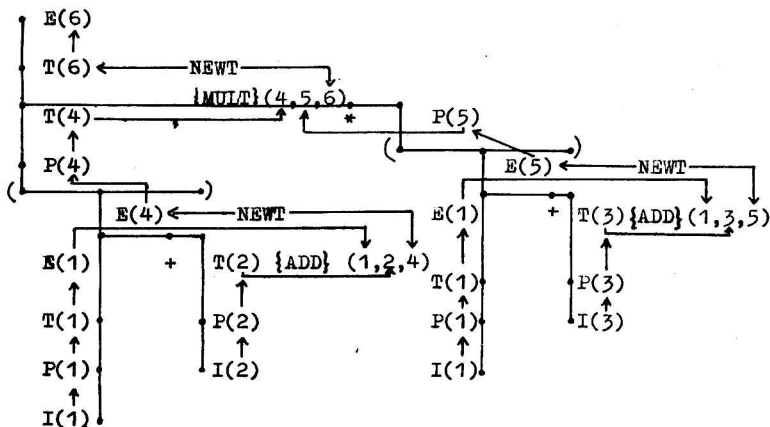 E(6)
T(6) NEWT
{MULT}(4,5,6)
T(4) * P(5)
( )
P(4) E(5) NEWT
( )
E(4) NEWT E(1) + T(3){ADD}(1,3,5)
E(1) + T(2) {ADD} (1,2,4)
T(1) P(3)
T(1) P(2) P(1) I(3)
P(1) I(2) I(1)
I(1)